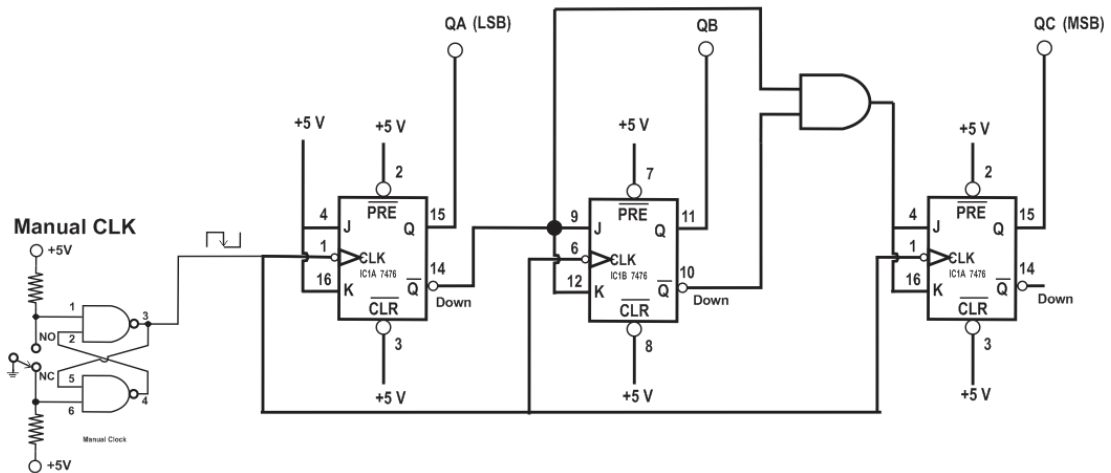 QA (LSB)
QB
QC (MSB)
+5 V
+5 V
+5 V
+5 V
2
7
2
4
J
PRE
Q
15
1
CLK
IC1A 7476
14
16
K
CLR
Q
Down
3
+5 V
9
J
PRE
Q
11
6
CLK
IC1B 7476
10
12
K
CLR
Q
Down
8
+5 V
4
J
PRE
Q
15
1
CLK
IC1A 7476
14
16
K
CLR
Q
Down
3
+5 V
Manual CLK
+5V
1
2
3
NO
NC
5
6
4
Manual Clock
+5V